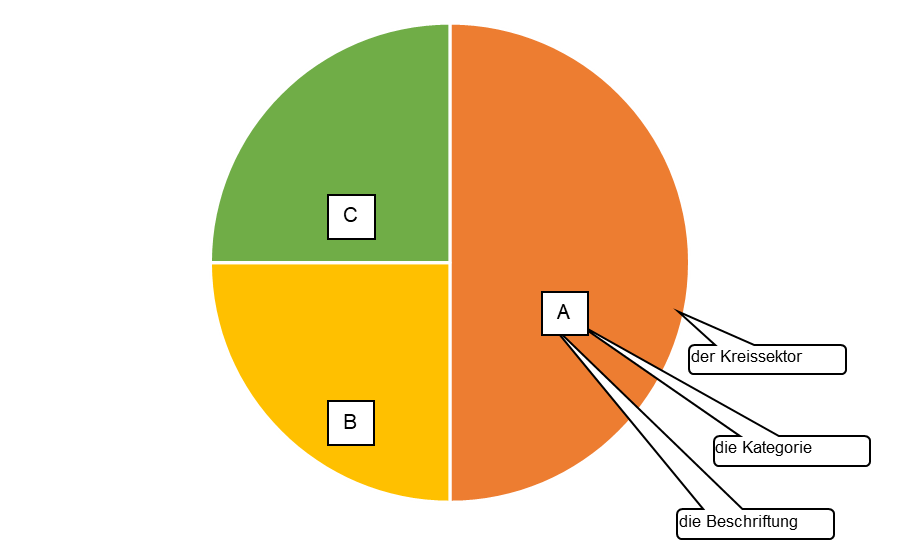 C
A
der Kreissektor
B
die Kategorie
die Beschriftung